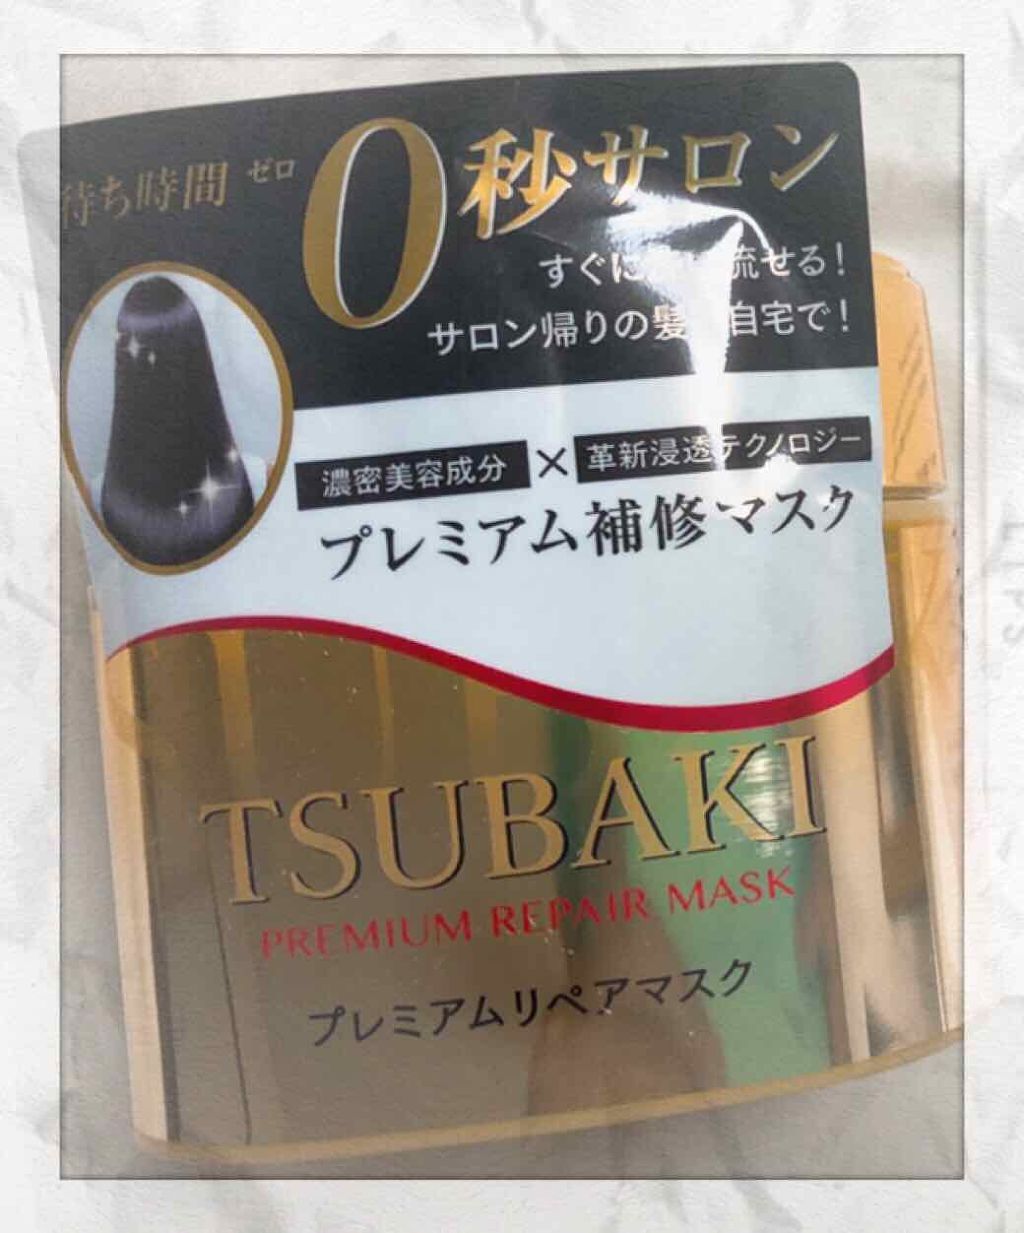 待ち時間 ゼロ
0秒サロン
すぐに流せる!
サロン帰りの髪 自宅で!
濃密美容成分 × 革新浸透テクノロジー
プレミアム補修マスク
TSUBAKI
PREMIUM REPAIR MASK
プレミアムリペアマスク
LIPS